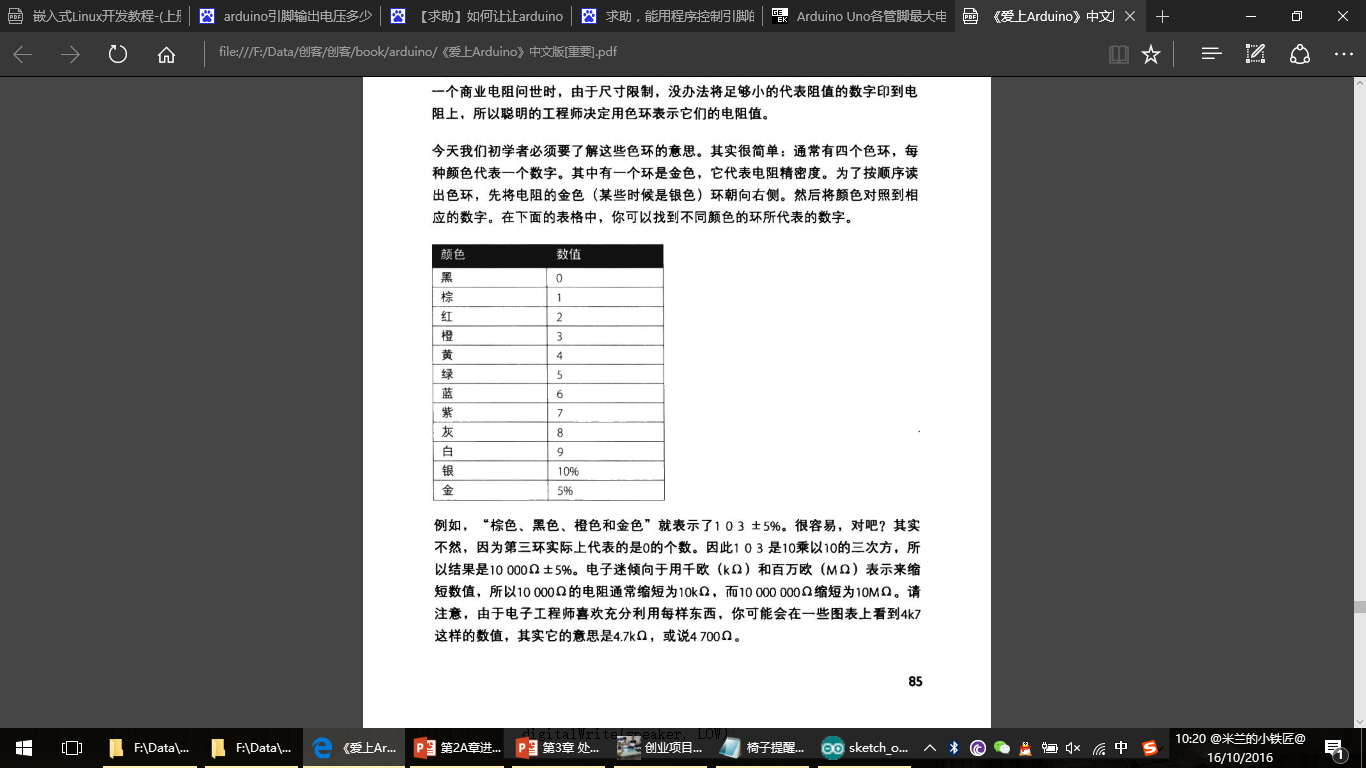 嵌入式Linux开发教程-(上册
arduino引脚输出电压多少
【求助】如何让让arduino
求助，能用程序控制引脚的
Arduino Uno各管脚最大电
《爱上Arduino》中文版
file:///F:/Data/创客/创客/book/arduino/《爱上Arduino》中文版[重要].pdf
一个商业电阻问世时，由于尺寸限制，没办法将足够小的代表阻值的数字印到电
阻上，所以聪明的工程师决定用色环表示它们的电阻值。
今天我们初学者必须要了解这些色环的意思。其实很简单：通常有四个色环，每
种颜色代表一个数字。其中有一个环是金色，它代表电阻精密度。为了按顺序读
出色环，先将电阻的金色（某些时候是银色）环朝向右侧。然后将颜色对照到相
应的数字。在下面的表格中，你可以找到不同颜色的环所代表的数字。
颜色 数值
黑 0
棕 1
红 2
橙 3
黄 4
绿 5
蓝 6
紫 7
灰 8
白 9
银 10%
金 5%
例如，“棕色、黑色、橙色和金色”就表示了1 0 3 ±5%。很容易，对吧？其实
不然，因为第三环实际上代表的是0的个数。因此1 0 3 是10乘以10的三次方，所
以结果是10 000Ω±5%。电子迷倾向于用千欧（kΩ）和百万欧（MΩ）表示来缩
短数值，所以10 000Ω的电阻通常缩短为10kΩ，而10 000 000Ω缩短为10MΩ。请
注意，由于电子工程师喜欢充分利用每样东西，你可能会在一些图表上看到4k7
这样的数值，其实它的意思是4.7kΩ，或说4 700Ω。
85
digitalWrite(speaker, LOW);
F:\Data\...
F:\Data\...
《爱上Ar...
第2A章进...
第3章 处...
创业项目...
椅子提醒...
sketch_o...
中
10:20 @米兰的小铁匠@
16/10/2016
1